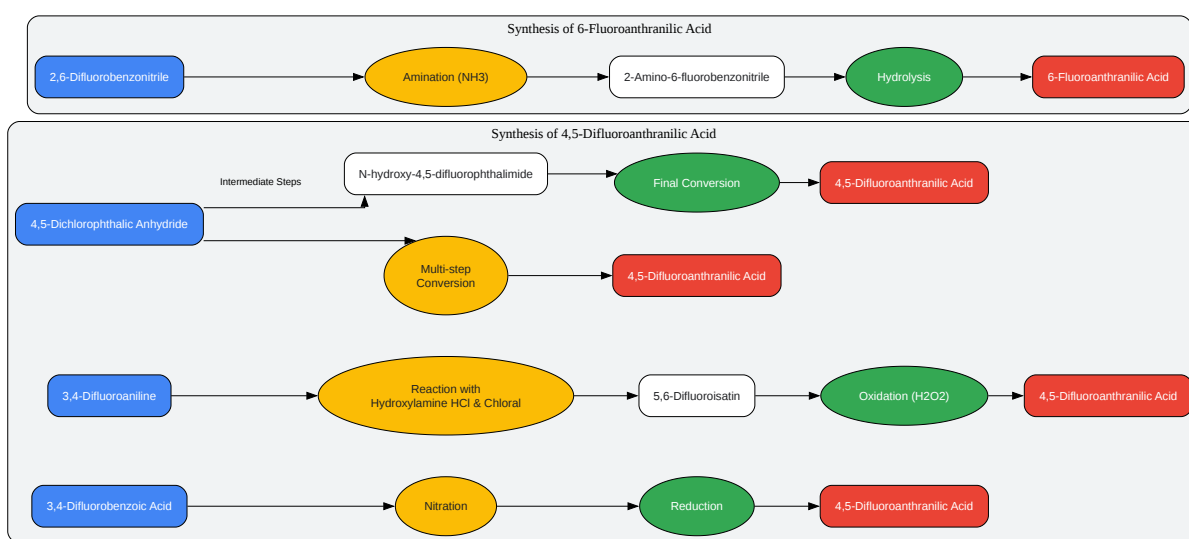 Synthesis of 6-Fluoroanthranilic Acid
2,6-Difluorobenzonitrile
Amination (NH3)
2-Amino-6-fluorobenzonitrile
Hydrolysis
6-Fluoroanthranilic Acid
Synthesis of 4,5-Difluoroanthranilic Acid
4,5-Dichlorophthalic Anhydride
Intermediate Steps
N-hydroxy-4,5-difluorophthalimide
Final Conversion
4,5-Difluoroanthranilic Acid
Multi-step
Conversion
4,5-Difluoroanthranilic Acid
3,4-Difluoroaniline
Reaction with
Hydroxylamine HCl & Chloral
5,6-Difluoroisatin
Oxidation (H2O2)
4,5-Difluoroanthranilic Acid
3,4-Difluorobenzoic Acid
Nitration
Reduction
4,5-Difluoroanthranilic Acid